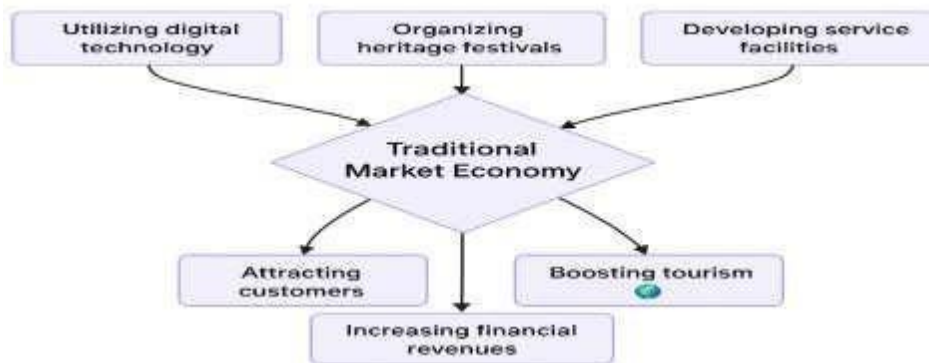 Utilizing digital
technology
Organizing
heritage festivals
Developing service
facilities
Traditional
Market Economy
Attracting
customers
Boosting tourism
Increasing financial
revenues